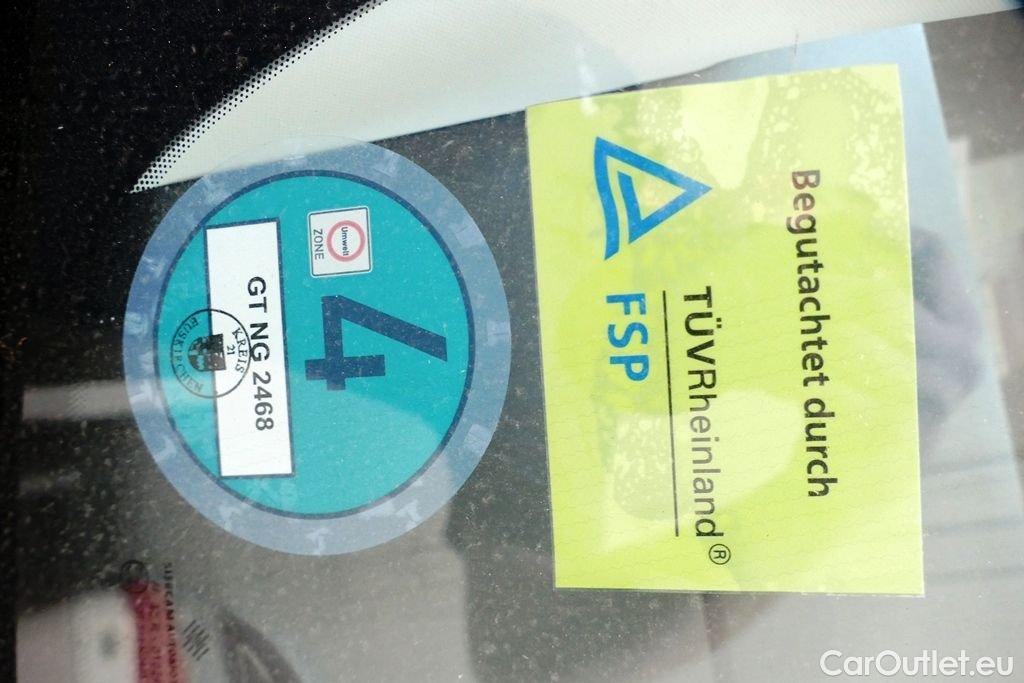 Begutachtet durch
TÜVRheinland®
FSP
Umwelt
ZONE
4
GT NG 2468
KREIS
21
EUSKIRCHEN
CarOutlet.eu